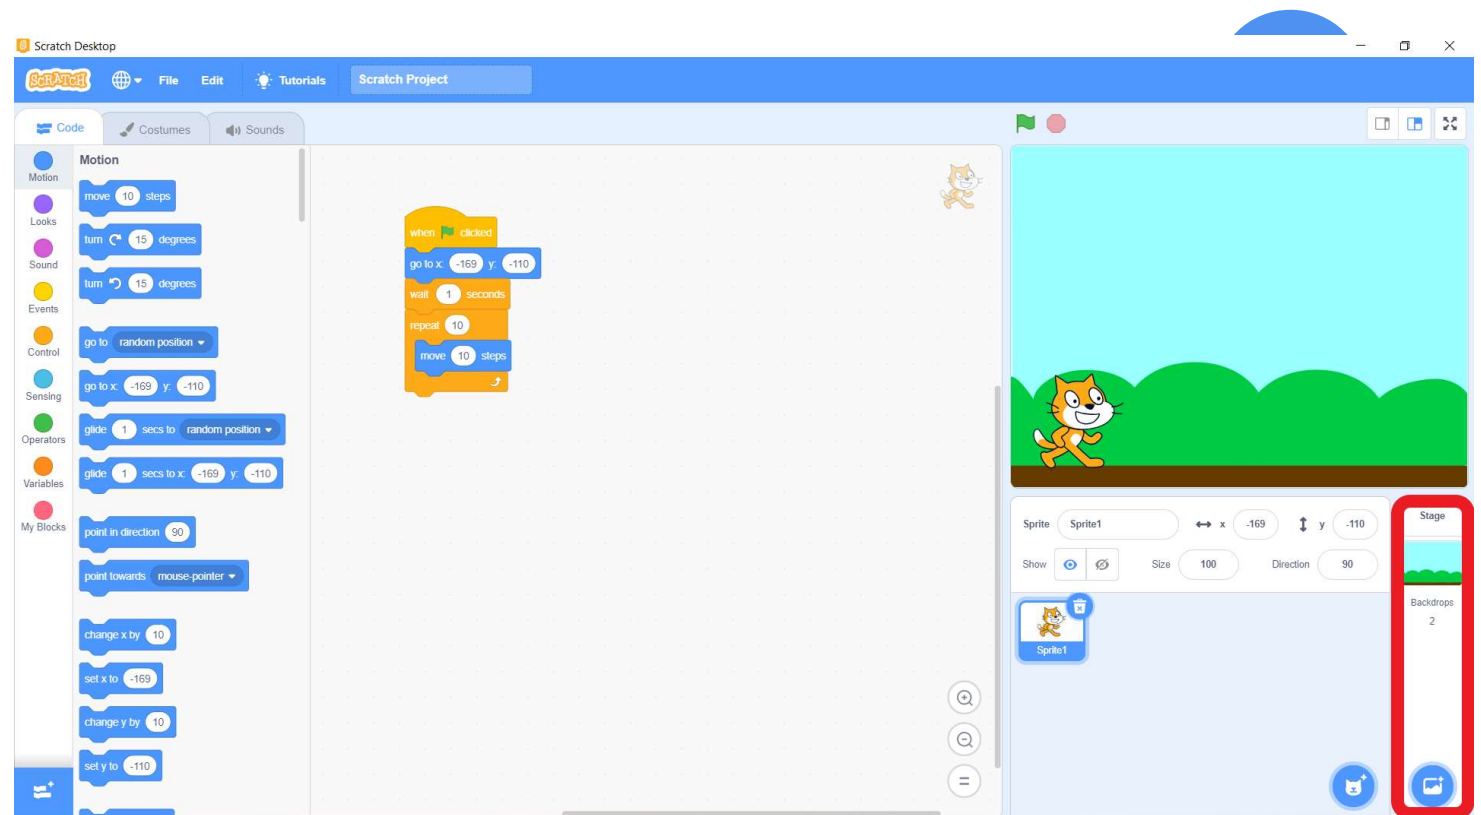 Scratch Desktop
SCRATCH File Edit Tutorials Scratch Project
Code Costumes Sounds
Motion
Looks
Sound
Events
Control
Sensing
Operators
Variables
My Blocks
Motion
move 10 steps
turn 15 degrees
turn 15 degrees
go to random position
go to x: -169 y: -110
glide 1 secs to random position
glide 1 secs to x: -169 y: -110
point in direction 90
point towards mouse-pointer
change x by 10
set x to -169
change y by 10
set y to -110
when clicked
go to x: -169 y: -110
wait 1 seconds
repeat 10
move 10 steps
Sprite Sprite1 x -169 y -110
Show Size 100 Direction 90
Sprite1
Stage
Backdrops
2